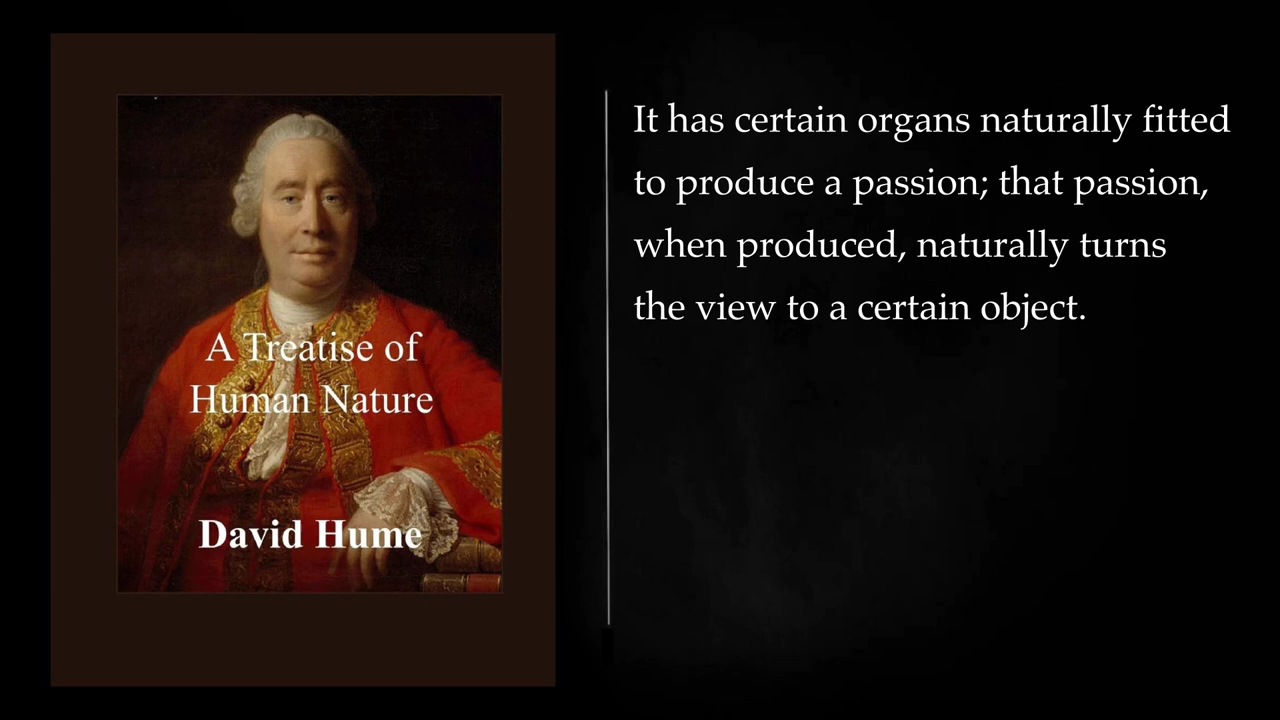 A Treatise of
Human Nature
David Hume
It has certain organs naturally fitted
to produce a passion; that passion,
when produced, naturally turns
the view to a certain object.